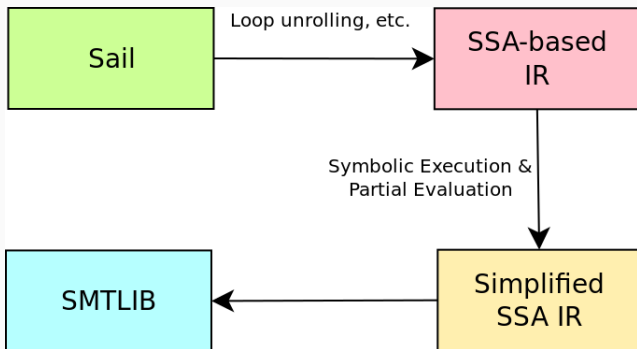 Loop unrolling, etc.
Sail
SSA-based
IR
Symbolic Execution &
Partial Evaluation
SMTLIB
Simplified
SSA IR